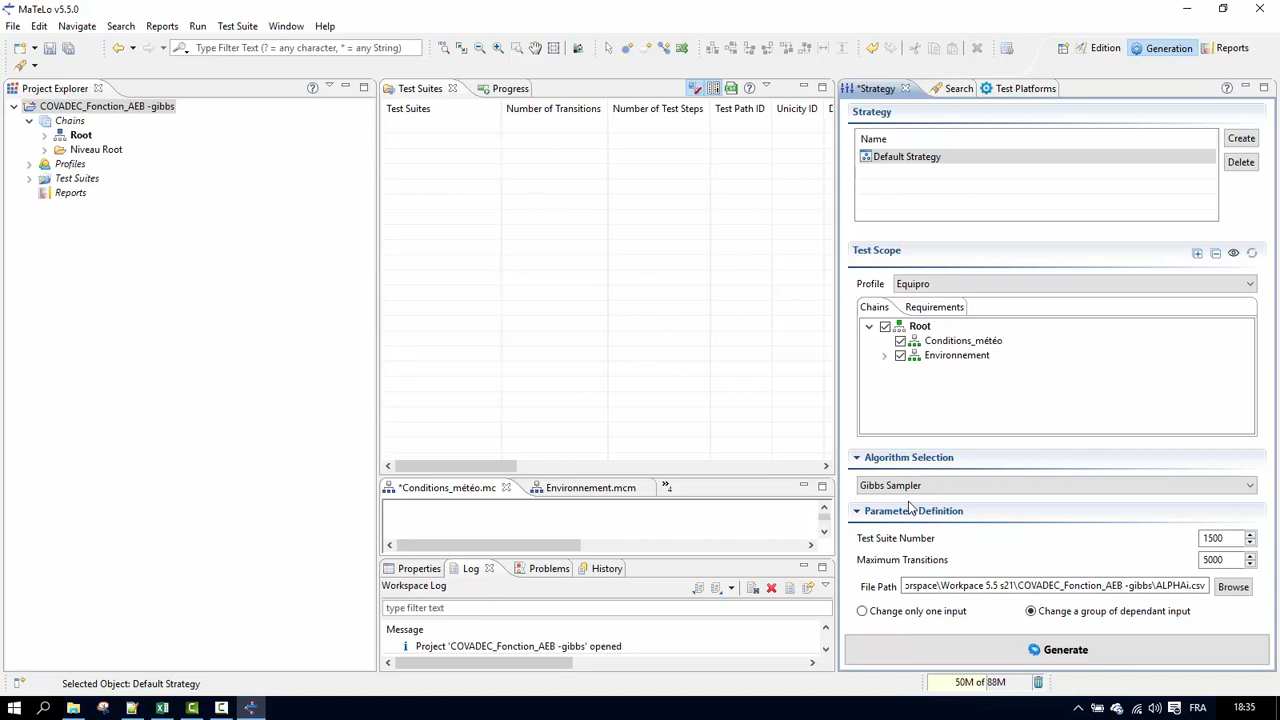 MaTeLo v5.5.0
File Edit Navigate Search Reports Run Test Suite Window Help
Type Filter Text (? = any character, * = any String)
Edition Generation Reports
Project Explorer
COVADEC_Fonction_AEB -gibbs
Chains
Root
Niveau Root
Profiles
Test Suites
Reports
Test Suites Progress
Test Suites Number of Transitions Number of Test Steps Test Path ID Unicity ID D
*Conditions_météo.mc Environnement.mcm »4
Properties Log Problems History
Workspace Log
type filter text
Message
Project 'COVADEC_Fonction_AEB -gibbs' opened
*Strategy Search Test Platforms
Strategy
Name
Default Strategy
Create
Delete
Test Scope
Profile Equipro
Chains Requirements
Root
Conditions_météo
Environnement
Algorithm Selection
Gibbs Sampler
Parameters Definition
Test Suite Number 1500
Maximum Transitions 5000
File Path orspace\Workpace 5.5 s21\COVADEC_Fonction_AEB -gibbs\ALPHAi.csv Browse
Change only one input Change a group of dependant input
Generate
Selected Object: Default Strategy
50M of 88M
FRA 18:35